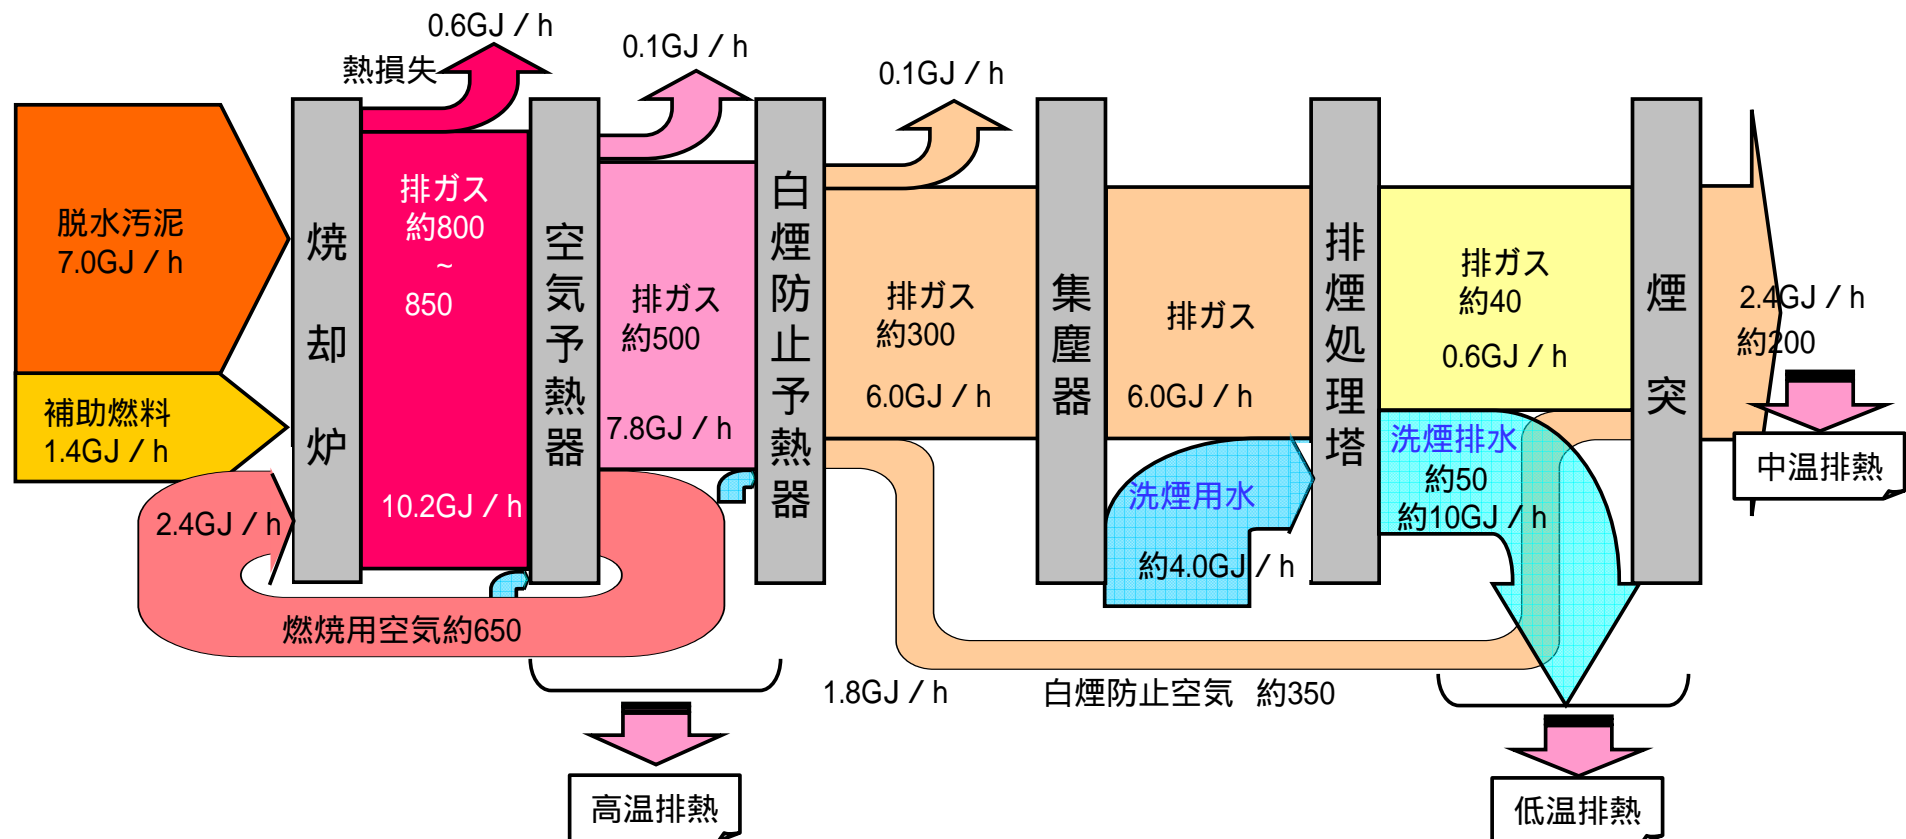 0.6GJ / h
熱損失
0.1GJ / h
0.1GJ / h
脱水汚泥
7.0GJ / h
補助燃料
1.4GJ / h
2.4GJ / h
焼却炉
排ガス
約800
~
850
10.2GJ / h
燃焼用空気約650
空気予熱器
排ガス
約500
7.8GJ / h
白煙防止予熱器
排ガス
約300
6.0GJ / h
集塵器
排ガス
6.0GJ / h
洗煙用水
約4.0GJ / h
排煙処理塔
排ガス
約40
0.6GJ / h
洗煙排水
約50
約10GJ / h
煙突
2.4GJ / h
約200
中温排熱
1.8GJ / h
白煙防止空気 約350
高温排熱
低温排熱